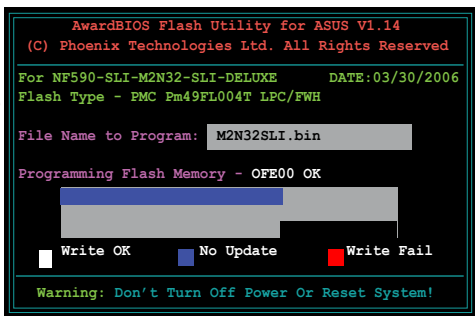 AwardBIOS Flash Utility for ASUS V1.14
(C) Phoenix Technologies Ltd. All Rights Reserved
For NF590-SLI-M2N32-SLI-DELUXE DATE:03/30/2006
Flash Type - PMC Pm49FL004T LPC/FWH
File Name to Program: M2N32SLI.bin
Programming Flash Memory - OFE00 OK
Write OK No Update Write Fail
Warning: Don't Turn Off Power Or Reset System!